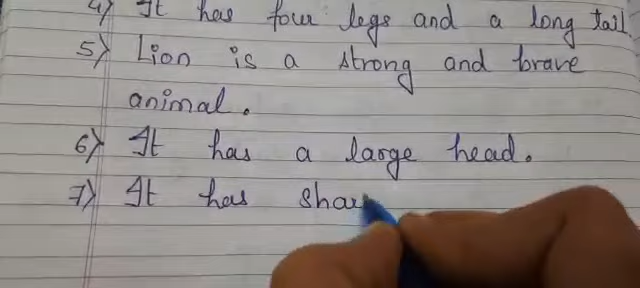 4) It has four legs and a long tail
5) Lion is a strong and brave
animal.
6) It has a large head.
7) It has shar